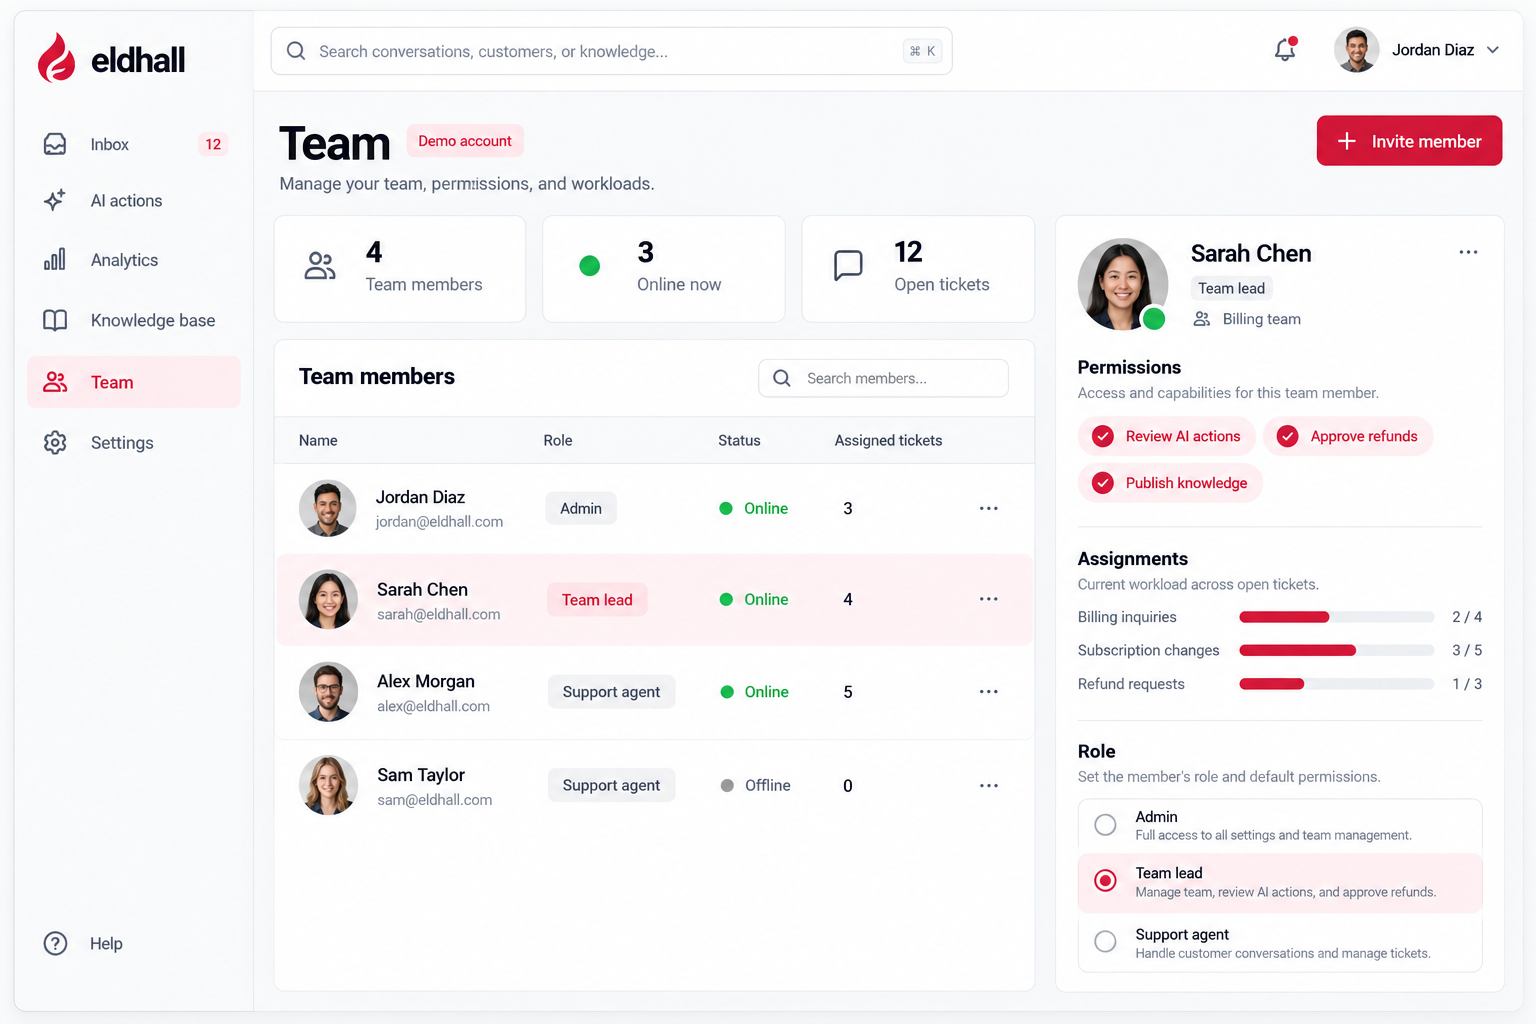 eldhall
Search conversations, customers, or knowledge...
⌘ K
Jordan Diaz
Inbox
12
AI actions
Analytics
Knowledge base
Team
Settings
Help
Team
Demo account
Manage your team, permissions, and workloads.
Invite member
4
Team members
3
Online now
12
Open tickets
Team members
Search members...
Name Role Status Assigned tickets
Jordan Diaz
jordan@eldhall.com
Admin
Online
3
Sarah Chen
sarah@eldhall.com
Team lead
Online
4
Alex Morgan
alex@eldhall.com
Support agent
Online
5
Sam Taylor
sam@eldhall.com
Support agent
Offline
0
Sarah Chen
Team lead
Billing team
Permissions
Access and capabilities for this team member.
Review AI actions
Approve refunds
Publish knowledge
Assignments
Current workload across open tickets.
Billing inquiries 2 / 4
Subscription changes 3 / 5
Refund requests 1 / 3
Role
Set the member's role and default permissions.
Admin
Full access to all settings and team management.
Team lead
Manage team, review AI actions, and approve refunds.
Support agent
Handle customer conversations and manage tickets.